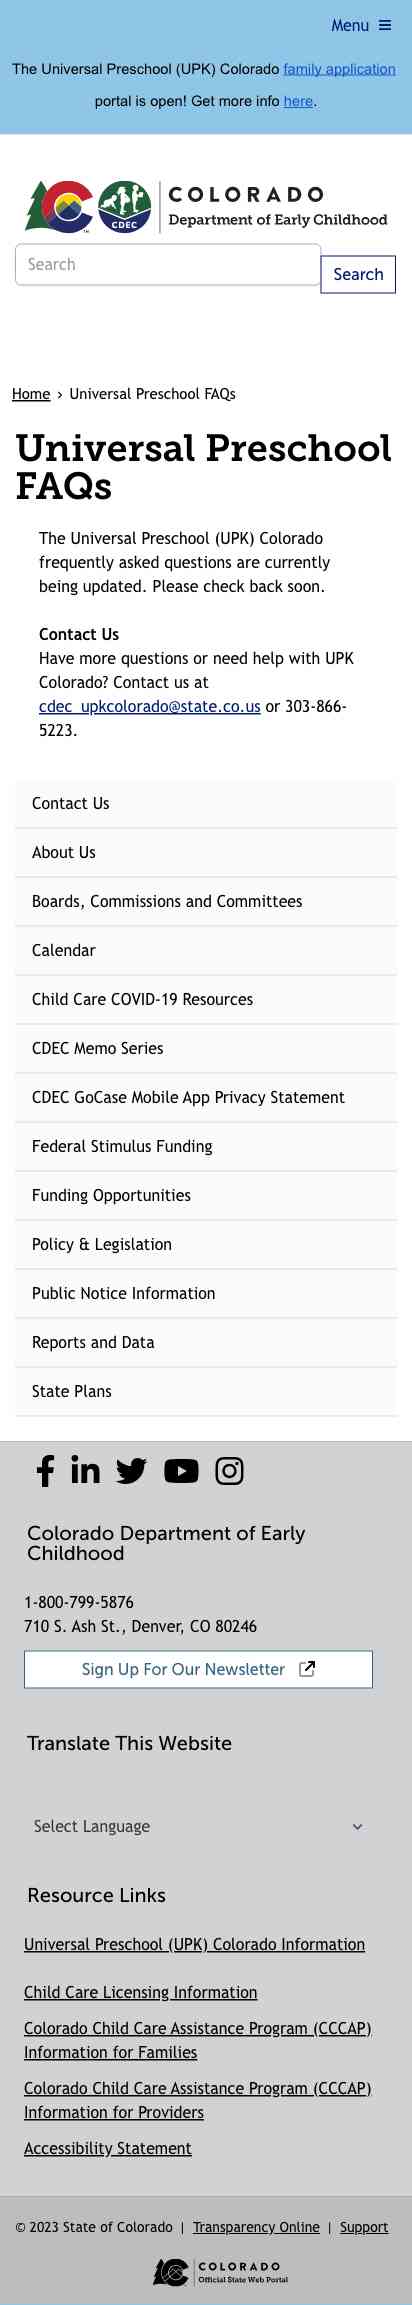 Menu
The Universal Preschool (UPK) Colorado family application
portal is open! Get more info here.
COLORADO
CDEC
Department of Early Childhood
TM
Search
Search
Home › Universal Preschool FAQs
Universal Preschool
FAQs
The Universal Preschool (UPK) Colorado
frequently asked questions are currently
being updated. Please check back soon.
Contact Us
Have more questions or need help with UPK
Colorado? Contact us at
cdec_upkcolorado@state.co.us or 303-866-
5223.
Contact Us
About Us
Boards, Commissions and Committees
Calendar
Child Care COVID-19 Resources
CDEC Memo Series
CDEC GoCase Mobile App Privacy Statement
Federal Stimulus Funding
Funding Opportunities
Policy & Legislation
Public Notice Information
Reports and Data
State Plans
Colorado Department of Early
Childhood
1-800-799-5876
710 S. Ash St., Denver, CO 80246
Sign Up For Our Newsletter
Translate This Website
Select Language
Resource Links
Universal Preschool (UPK) Colorado Information
Child Care Licensing Information
Colorado Child Care Assistance Program (CCCAP)
Information for Families
Colorado Child Care Assistance Program (CCCAP)
Information for Providers
Accessibility Statement
© 2023 State of Colorado | Transparency Online | Support
COLORADO
Official State Web Portal